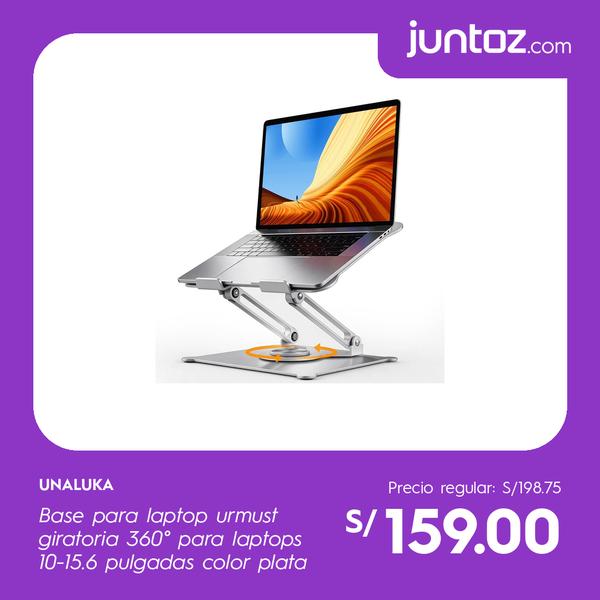 juntoz.com
UNALUKA
Base para laptop urmust
giratoria 360° para laptops
10-15.6 pulgadas color plata
Precio regular: S/198.75
S/159.00